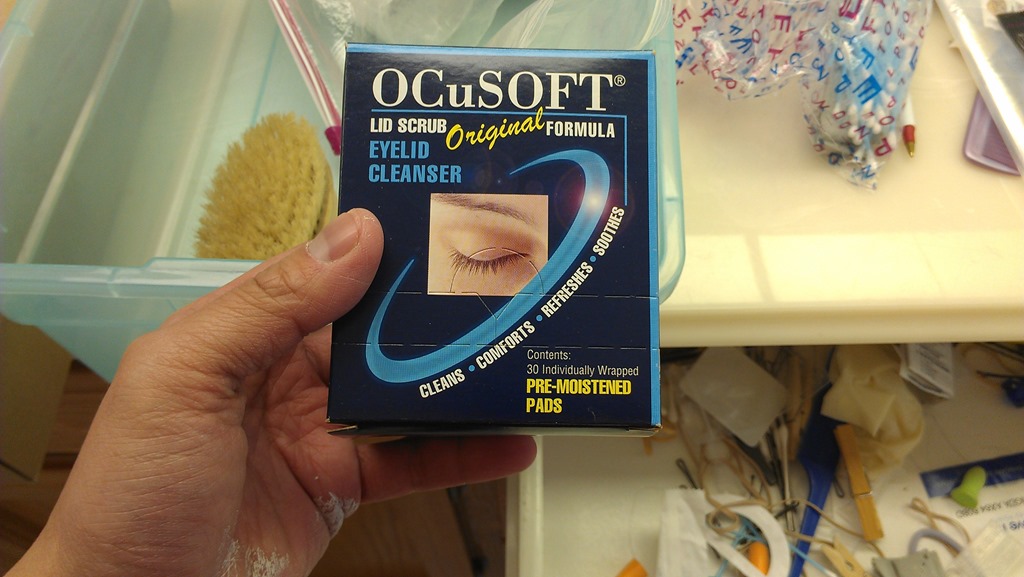 OCuSOFT®
LID SCRUB Original FORMULA
EYELID
CLEANSER
CLEANS • COMFORTS • REFRESHES • SOOTHES
Contents:
30 Individually Wrapped
PRE-MOISTENED
PADS